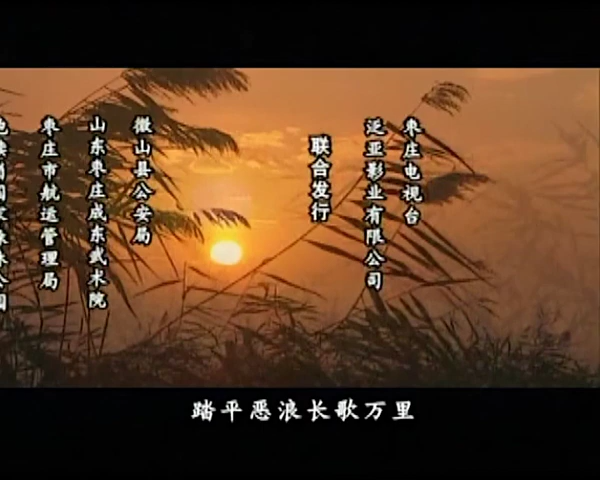 枣庄电视台
泛亚影业有限公司
联合发行
微山县公安局
山东枣庄成东武术院
枣庄市航运管理局
踏平恶浪长歌万里